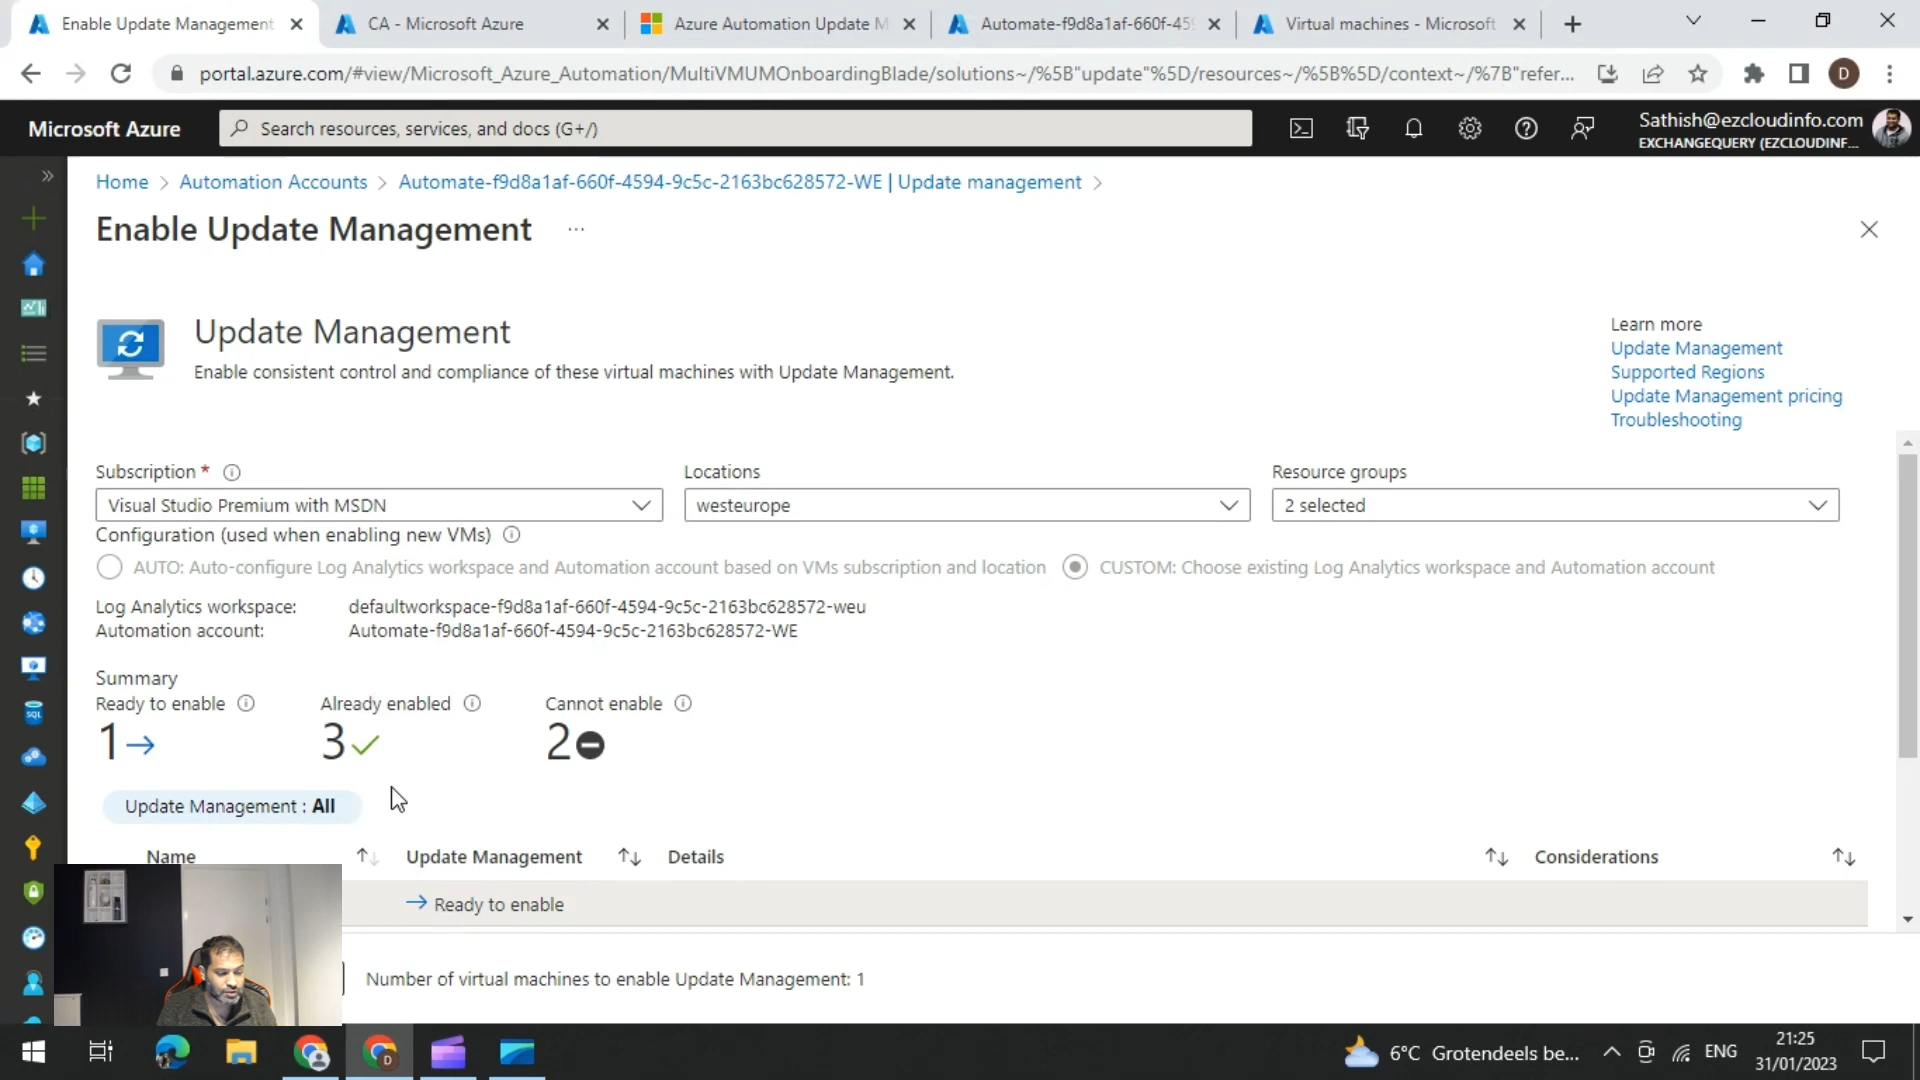 Enable Update Management
CA - Microsoft Azure
Azure Automation Update M
Automate-f9d8a1af-660f-459
Virtual machines - Microsoft
portal.azure.com/#view/Microsoft_Azure_Automation/MultiVMUMOnboardingBlade/solutions~/%5B"update"%5D/resources~/%5B%5D/context~/%7B"refer...
D
Microsoft Azure
Search resources, services, and docs (G+/)
Sathish@ezcloudinfo.com
EXCHANGEQUERY (EZCLOUDINF...
Home > Automation Accounts > Automate-f9d8a1af-660f-4594-9c5c-2163bc628572-WE | Update management >
Enable Update Management ...
Update Management
Enable consistent control and compliance of these virtual machines with Update Management.
Learn more
Update Management
Supported Regions
Update Management pricing
Troubleshooting
Subscription *
Locations
Resource groups
Visual Studio Premium with MSDN
westeurope
2 selected
Configuration (used when enabling new VMs)
AUTO: Auto-configure Log Analytics workspace and Automation account based on VMs subscription and location
CUSTOM: Choose existing Log Analytics workspace and Automation account
Log Analytics workspace: defaultworkspace-f9d8a1af-660f-4594-9c5c-2163bc628572-weu
Automation account: Automate-f9d8a1af-660f-4594-9c5c-2163bc628572-WE
Summary
Ready to enable
Already enabled
Cannot enable
1
3
2
Update Management : All
Name
Update Management
Details
Considerations
Ready to enable
Number of virtual machines to enable Update Management: 1
SQL
D
6°C Grotendeels be...
ENG
21:25
31/01/2023